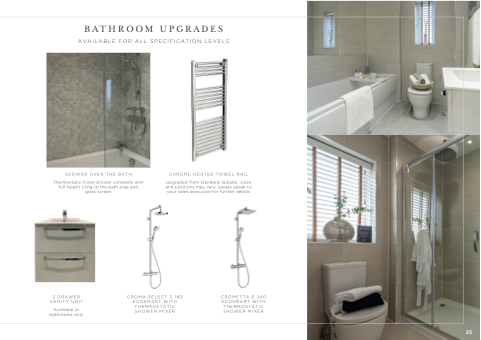 BATHROOM UPGRADES
AVAILABLE FOR ALL SPECIFICATION LEVELS
SHOWER OVER THE BATH
Thermostatic mixer shower complete with
full height tiling to the bath area and
glass screen
CHROME HEATED TOWEL RAIL
Upgraded from standard radiator, sizes
and positions may vary, please speak to
your sales executive for further details
2 DRAWER
VANITY UNIT
Available to
bathrooms only
CROMA SELECT S 180
ECOSMART WITH
THERMOSTATIC
SHOWER MIXER
CROMETTA E 240
ECOSMART WITH
THERMOSTATIC
SHOWER MIXER
25